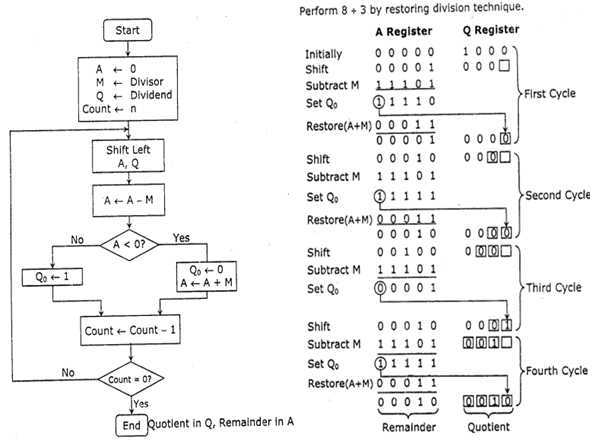 Start
A ← 0
M ← Divisor
Q ← Dividend
Count ← n
Shift Left
A, Q
A ← A − M
No
A < 0?
Yes
Q₀ ← 1
Q₀ ← 0
A ← A + M
Count ← Count − 1
No
Count = 0?
Yes
End
Quotient in Q, Remainder in A
Perform 8 ÷ 3 by restoring division technique.
A Register Q Register
Initially 0 0 0 0 0 1 0 0 0
Shift 0 0 0 0 1 0 0 0
Subtract M 1 1 1 0 1
Set Q₀ 1 1 1 1 0
First Cycle
Restore(A+M) 0 0 0 1 1
0 0 0 0 1 0 0 0 0
Shift 0 0 0 1 0 0 0 0
Subtract M 1 1 1 0 1
Set Q₀ 1 1 1 1 1
Second Cycle
Restore(A+M) 0 0 0 1 1
0 0 0 1 0 0 0 0 0
Shift 0 0 1 0 0 0 0 0
Subtract M 1 1 1 0 1
Set Q₀ 0 0 0 0 1
Third Cycle
Shift 0 0 0 1 0 0 0 0 1
Subtract M 1 1 1 0 1 0 0 1
Set Q₀ 1 1 1 1 1
Fourth Cycle
Restore(A+M) 0 0 0 1 1
0 0 0 1 0 0 0 1 0
Remainder Quotient